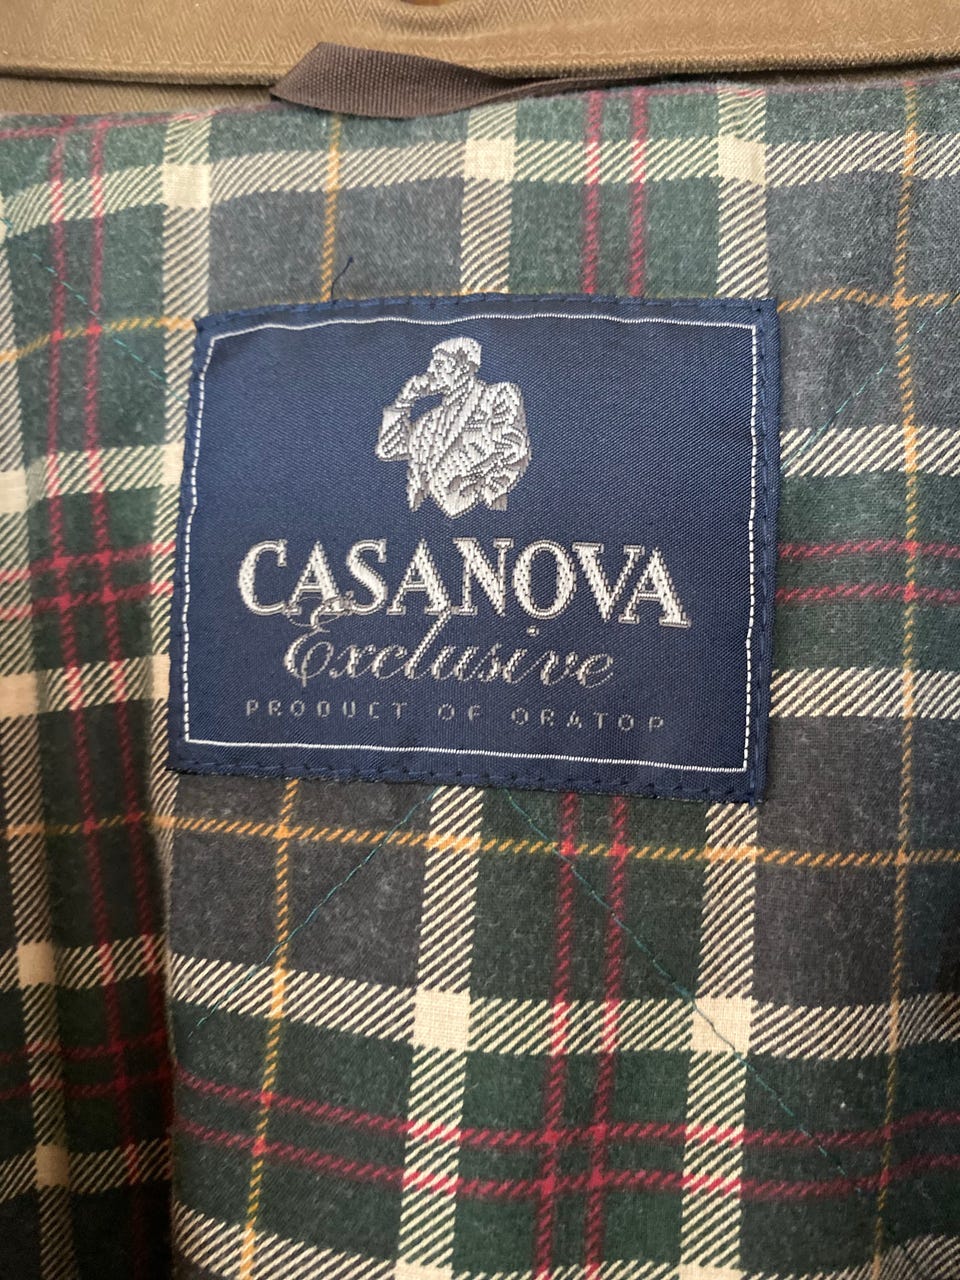 CASANOVA
Exclusive
PRODUCT OF ORATOP